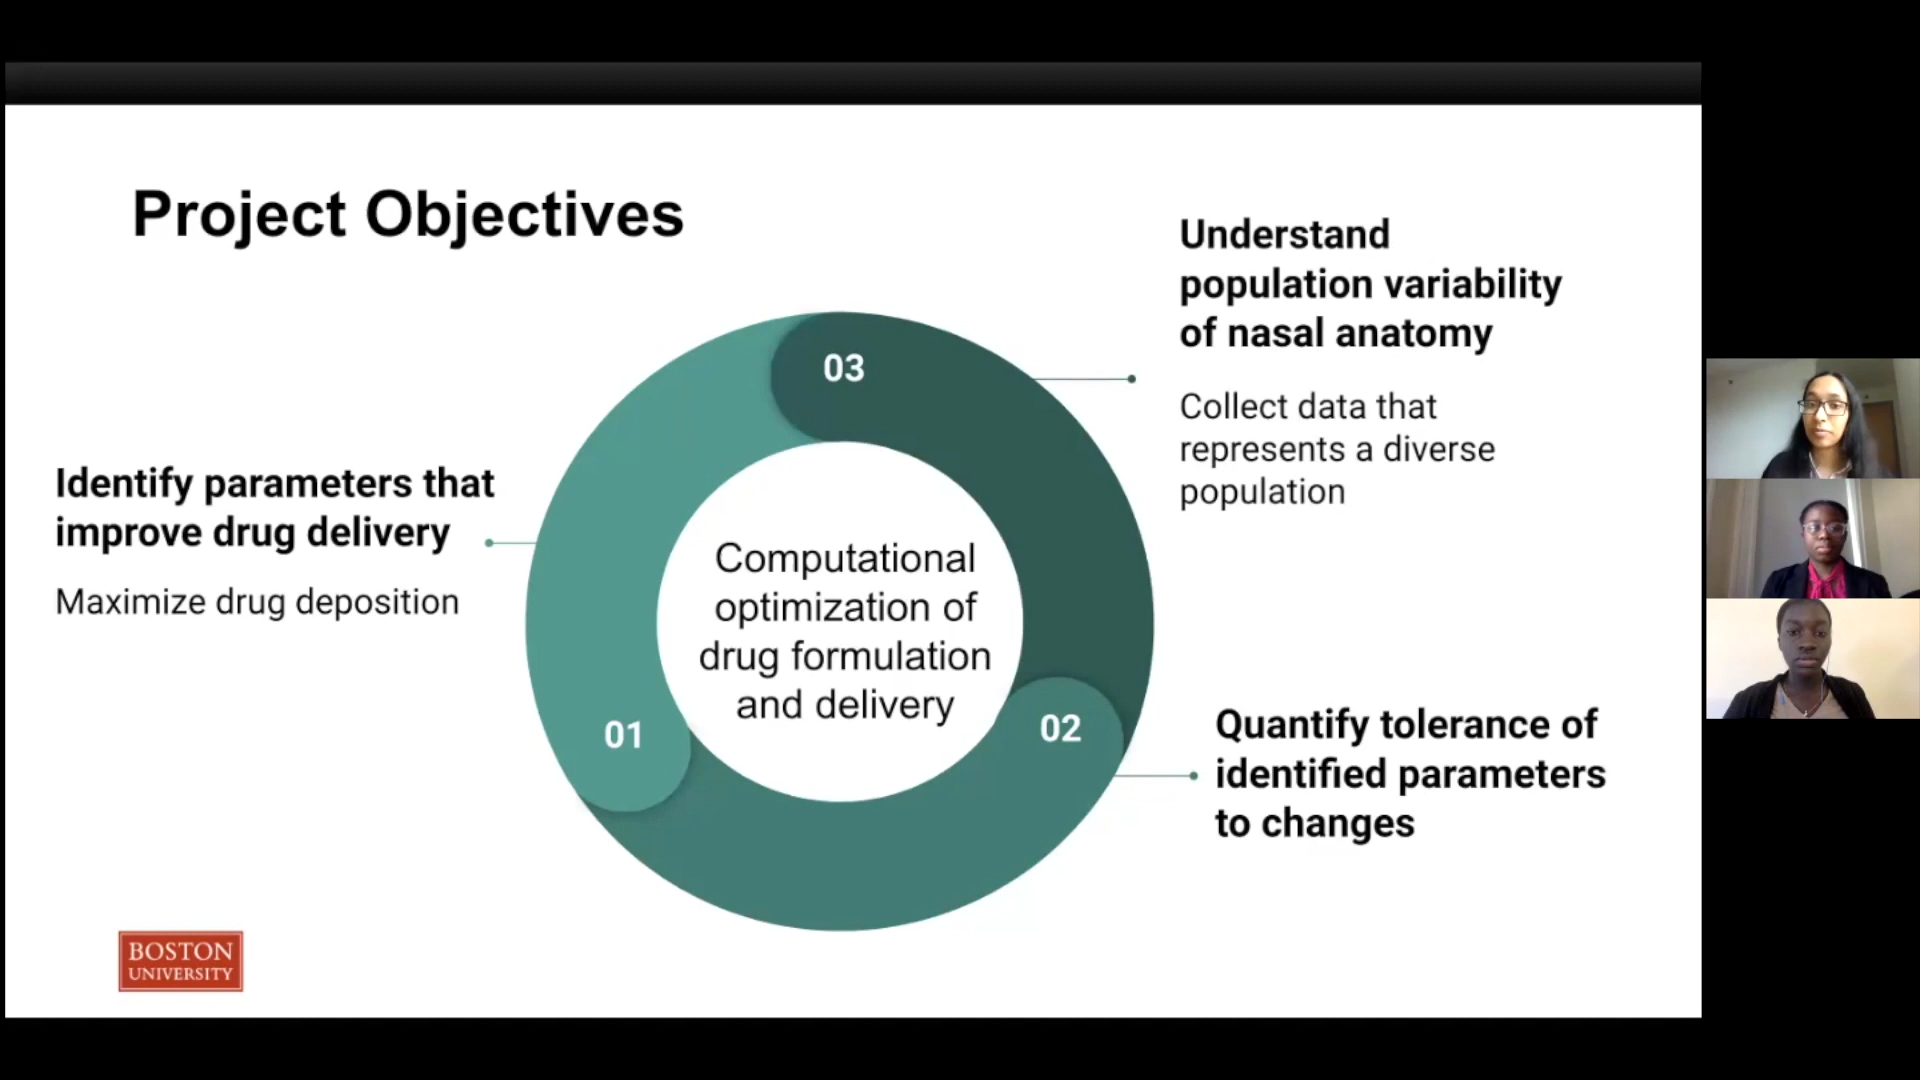 Project Objectives
Understand
population variability
of nasal anatomy
Collect data that
represents a diverse
population
03
Identify parameters that
improve drug delivery
Maximize drug deposition
Computational
optimization of
drug formulation
and delivery
01
02
Quantify tolerance of
identified parameters
to changes
BOSTON
UNIVERSITY